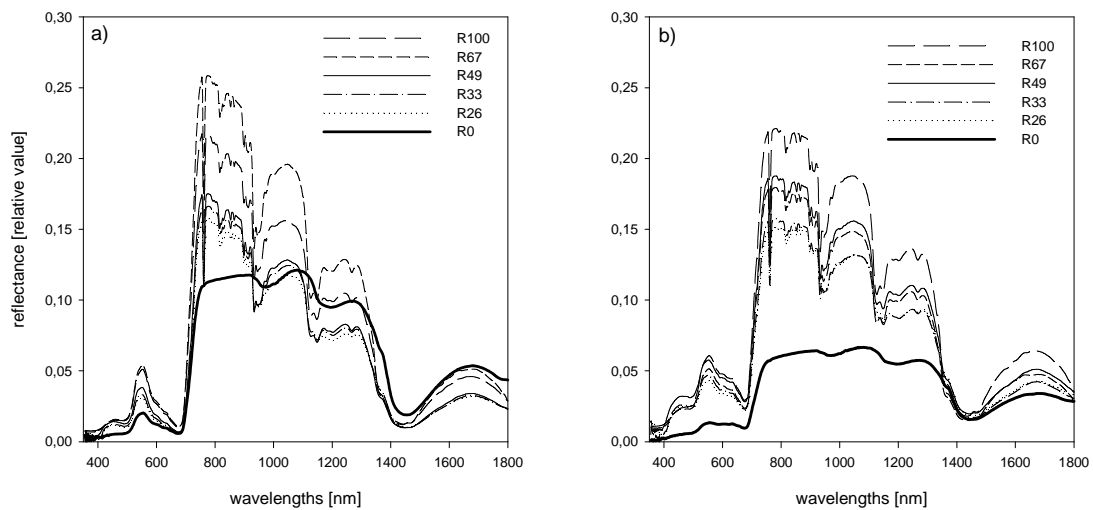 a)
R100
R67
R49
R33
R26
R0
0,30
0,25
0,20
0,15
0,10
0,05
0,00
reflectance [relative value]
400 600 800 1000 1200 1400 1600 1800
wavelengths [nm]
b)
R100
R67
R49
R33
R26
R0
0,30
0,25
0,20
0,15
0,10
0,05
0,00
400 600 800 1000 1200 1400 1600 1800
wavelengths [nm]